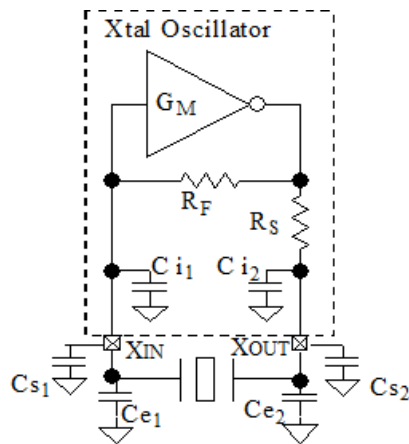 Xtal Oscillator
GM
RF
RS
Ci1 Ci2
XIN XOUT
Cs1 Cs2
Ce1 Ce2